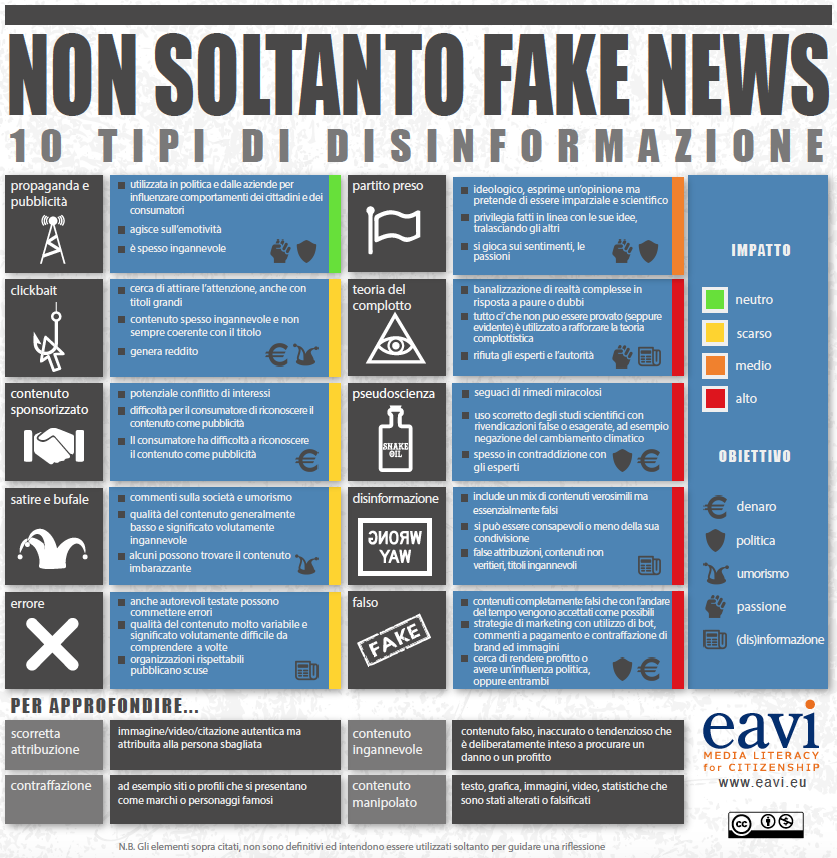 NON SOLTANTO FAKE NEWS
10 TIPI DI DISINFORMAZIONE
propaganda e
pubblicità
utilizzata in politica e dalle aziende per
influenzare comportamenti dei cittadini e dei
consumatori
agisce sull'emotività
è spesso ingannevole
partito preso
ideologico, esprime un'opinione ma
pretende di essere imparziale e scientifico
privilegia fatti in linea con le sue idee,
tralasciando gli altri
si gioca sui sentimenti, le
passioni
clickbait
cerca di attirare l'attenzione, anche con
titoli grandi
contenuto spesso ingannevole e non
sempre coerente con il titolo
genera reddito
teoria del
complotto
banalizzazione di realtà complesse in
risposta a paure o dubbi
tutto ci'che non puo essere provato (seppure
evidente) è utilizzato a rafforzare la teoria
complottistica
rifiuta gli esperti e l'autorità
contenuto
sponsorizzato
potenziale conflitto di interessi
difficoltà per il consumatore di riconoscere il
contenuto come pubblicità
Il consumatore ha difficoltà a riconoscere
il contenuto come pubblicità
pseudoscienza
SNAKE
OIL
seguaci di rimedi miracolosi
uso scorretto degli studi scientifici con
rivendicazioni false o esagerate, ad esempio
negazione del cambiamento climatico
spesso in contraddizione con
gli esperti
satire e bufale
commenti sulla società e umorismo
qualità del contenuto generalmente
basso e significato volutamente
ingannevole
alcuni possono trovare il contenuto
imbarazzante
disinformazione
WRONG
WAY
include un mix di contenuti verosimili ma
essenzialmente falsi
si può essere consapevoli o meno della sua
condivisione
false attribuzioni, contenuti non
veritieri, titoli ingannevoli
errore
anche autorevoli testate possono
commettere errori
qualità del contenuto molto variabile e
significato volutamente difficile da
comprendere a volte
organizzazioni rispettabili
pubblicano scuse
falso
FAKE
contenuti completamente falsi che con l'andare
del tempo vengono accettati come possibili
strategie di marketing con utilizzo di bot,
commenti a pagamento e contraffazione di
brand ed immagini
cerca di rendere profitto o
avere un'influenza politica,
oppure entrambi
IMPATTO
neutro
scarso
medio
alto
OBIETTIVO
denaro
politica
umorismo
passione
(dis)informazione
PER APPROFONDIRE...
scorretta
attribuzione
immagine/video/citazione autentica ma
attribuita alla persona sbagliata
contenuto
ingannevole
contenuto falso, inaccurato o tendenzioso che
è deliberatamente inteso a procurare un
danno o un profitto
contraffazione
ad esempio siti o profili che si presentano
come marchi o personaggi famosi
contenuto
manipolato
testo, grafica, immagini, video, statistiche che
sono stati alterati o falsificati
eavi
MEDIA LITERACY
for CITIZENSHIP
www.eavi.eu
cc
N.B. Gli elementi sopra citati, non sono definitivi ed intendono essere utilizzati soltanto per guidare una riflessione